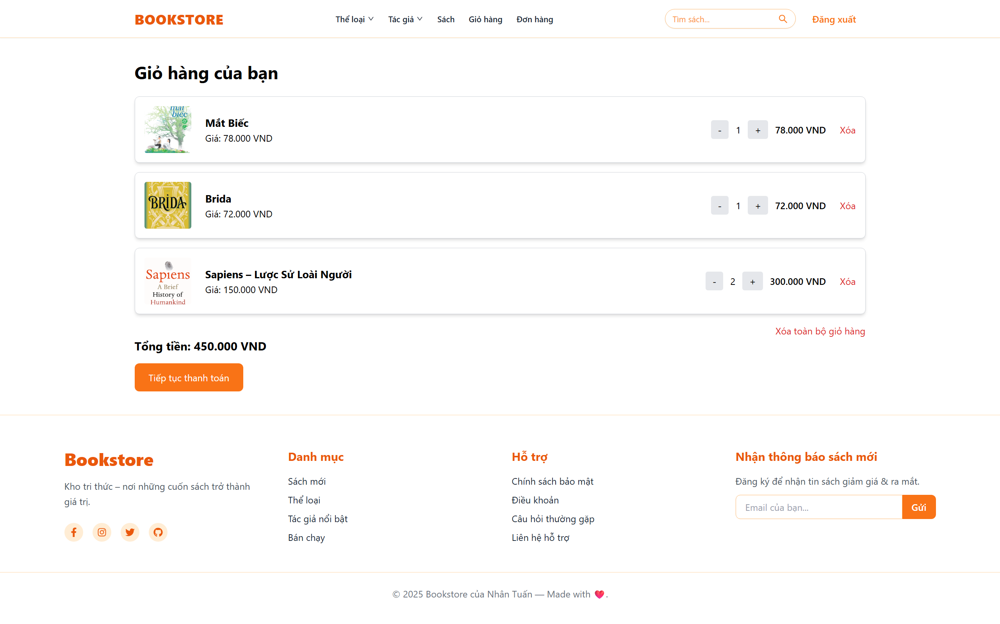 BOOKSTORE
Thể loại
Tác giả
Sách
Giỏ hàng
Đơn hàng
Tìm sách...
Đăng xuất
Giỏ hàng của bạn
mắt
biếc
Mắt Biếc
Giá: 78.000 VND
- 1 + 78.000 VND Xóa
BRIDA
Brida
Giá: 72.000 VND
- 1 + 72.000 VND Xóa
Sapiens
A Brief
History of
Humankind
Sapiens – Lược Sử Loài Người
Giá: 150.000 VND
- 2 + 300.000 VND Xóa
Xóa toàn bộ giỏ hàng
Tổng tiền: 450.000 VND
Tiếp tục thanh toán
Bookstore
Kho tri thức – nơi những cuốn sách trở thành
giá trị.
Danh mục
Sách mới
Thể loại
Tác giả nổi bật
Bán chạy
Hỗ trợ
Chính sách bảo mật
Điều khoản
Câu hỏi thường gặp
Liên hệ hỗ trợ
Nhận thông báo sách mới
Đăng ký để nhận tin sách giảm giá & ra mắt.
Email của bạn...
Gửi
© 2025 Bookstore của Nhân Tuấn — Made with ❤️.